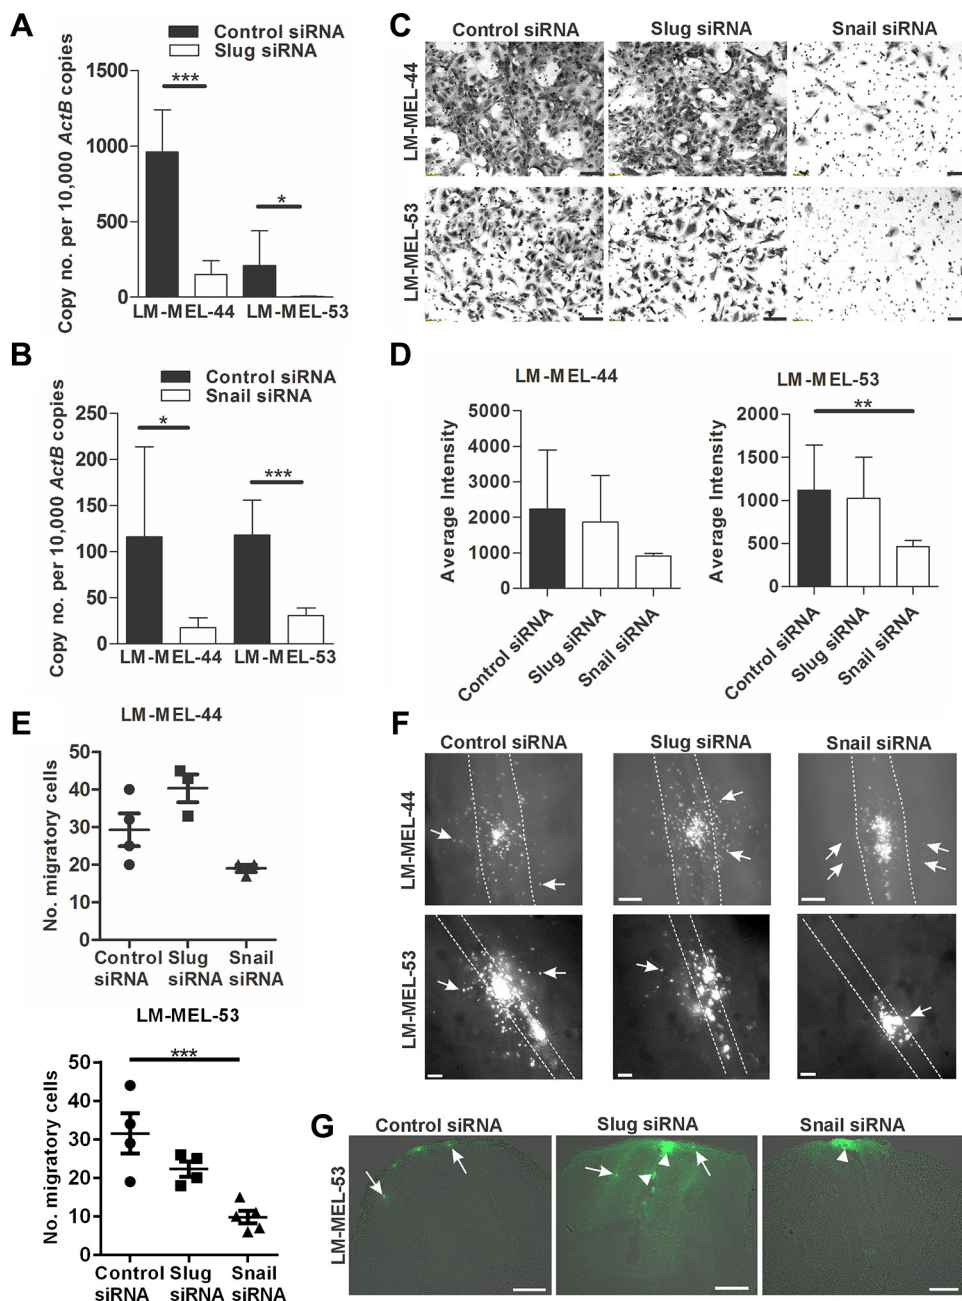 A
Control siRNA
Slug siRNA
Copy no. per 10,000 ActB copies
1500
1000
500
0
***
*
LM-MEL-44 LM-MEL-53
B
Control siRNA
Snail siRNA
Copy no. per 10,000 ActB copies
250
200
150
100
50
0
*
***
LM-MEL-44 LM-MEL-53
C
Control siRNA Slug siRNA Snail siRNA
LM-MEL-44
LM-MEL-53
D
LM-MEL-44
Average Intensity
5000
4000
3000
2000
1000
0
Control siRNA
Slug siRNA
Snail siRNA
LM-MEL-53
Average Intensity
2000
1500
1000
500
0
**
Control siRNA
Slug siRNA
Snail siRNA
E
LM-MEL-44
No. migratory cells
50
40
30
20
10
0
Control Slug Snail
siRNA siRNA siRNA
LM-MEL-53
No. migratory cells
50
40
30
20
10
0
***
Control Slug Snail
siRNA siRNA siRNA
F
Control siRNA Slug siRNA Snail siRNA
LM-MEL-44
LM-MEL-53
G
Control siRNA Slug siRNA Snail siRNA
LM-MEL-53